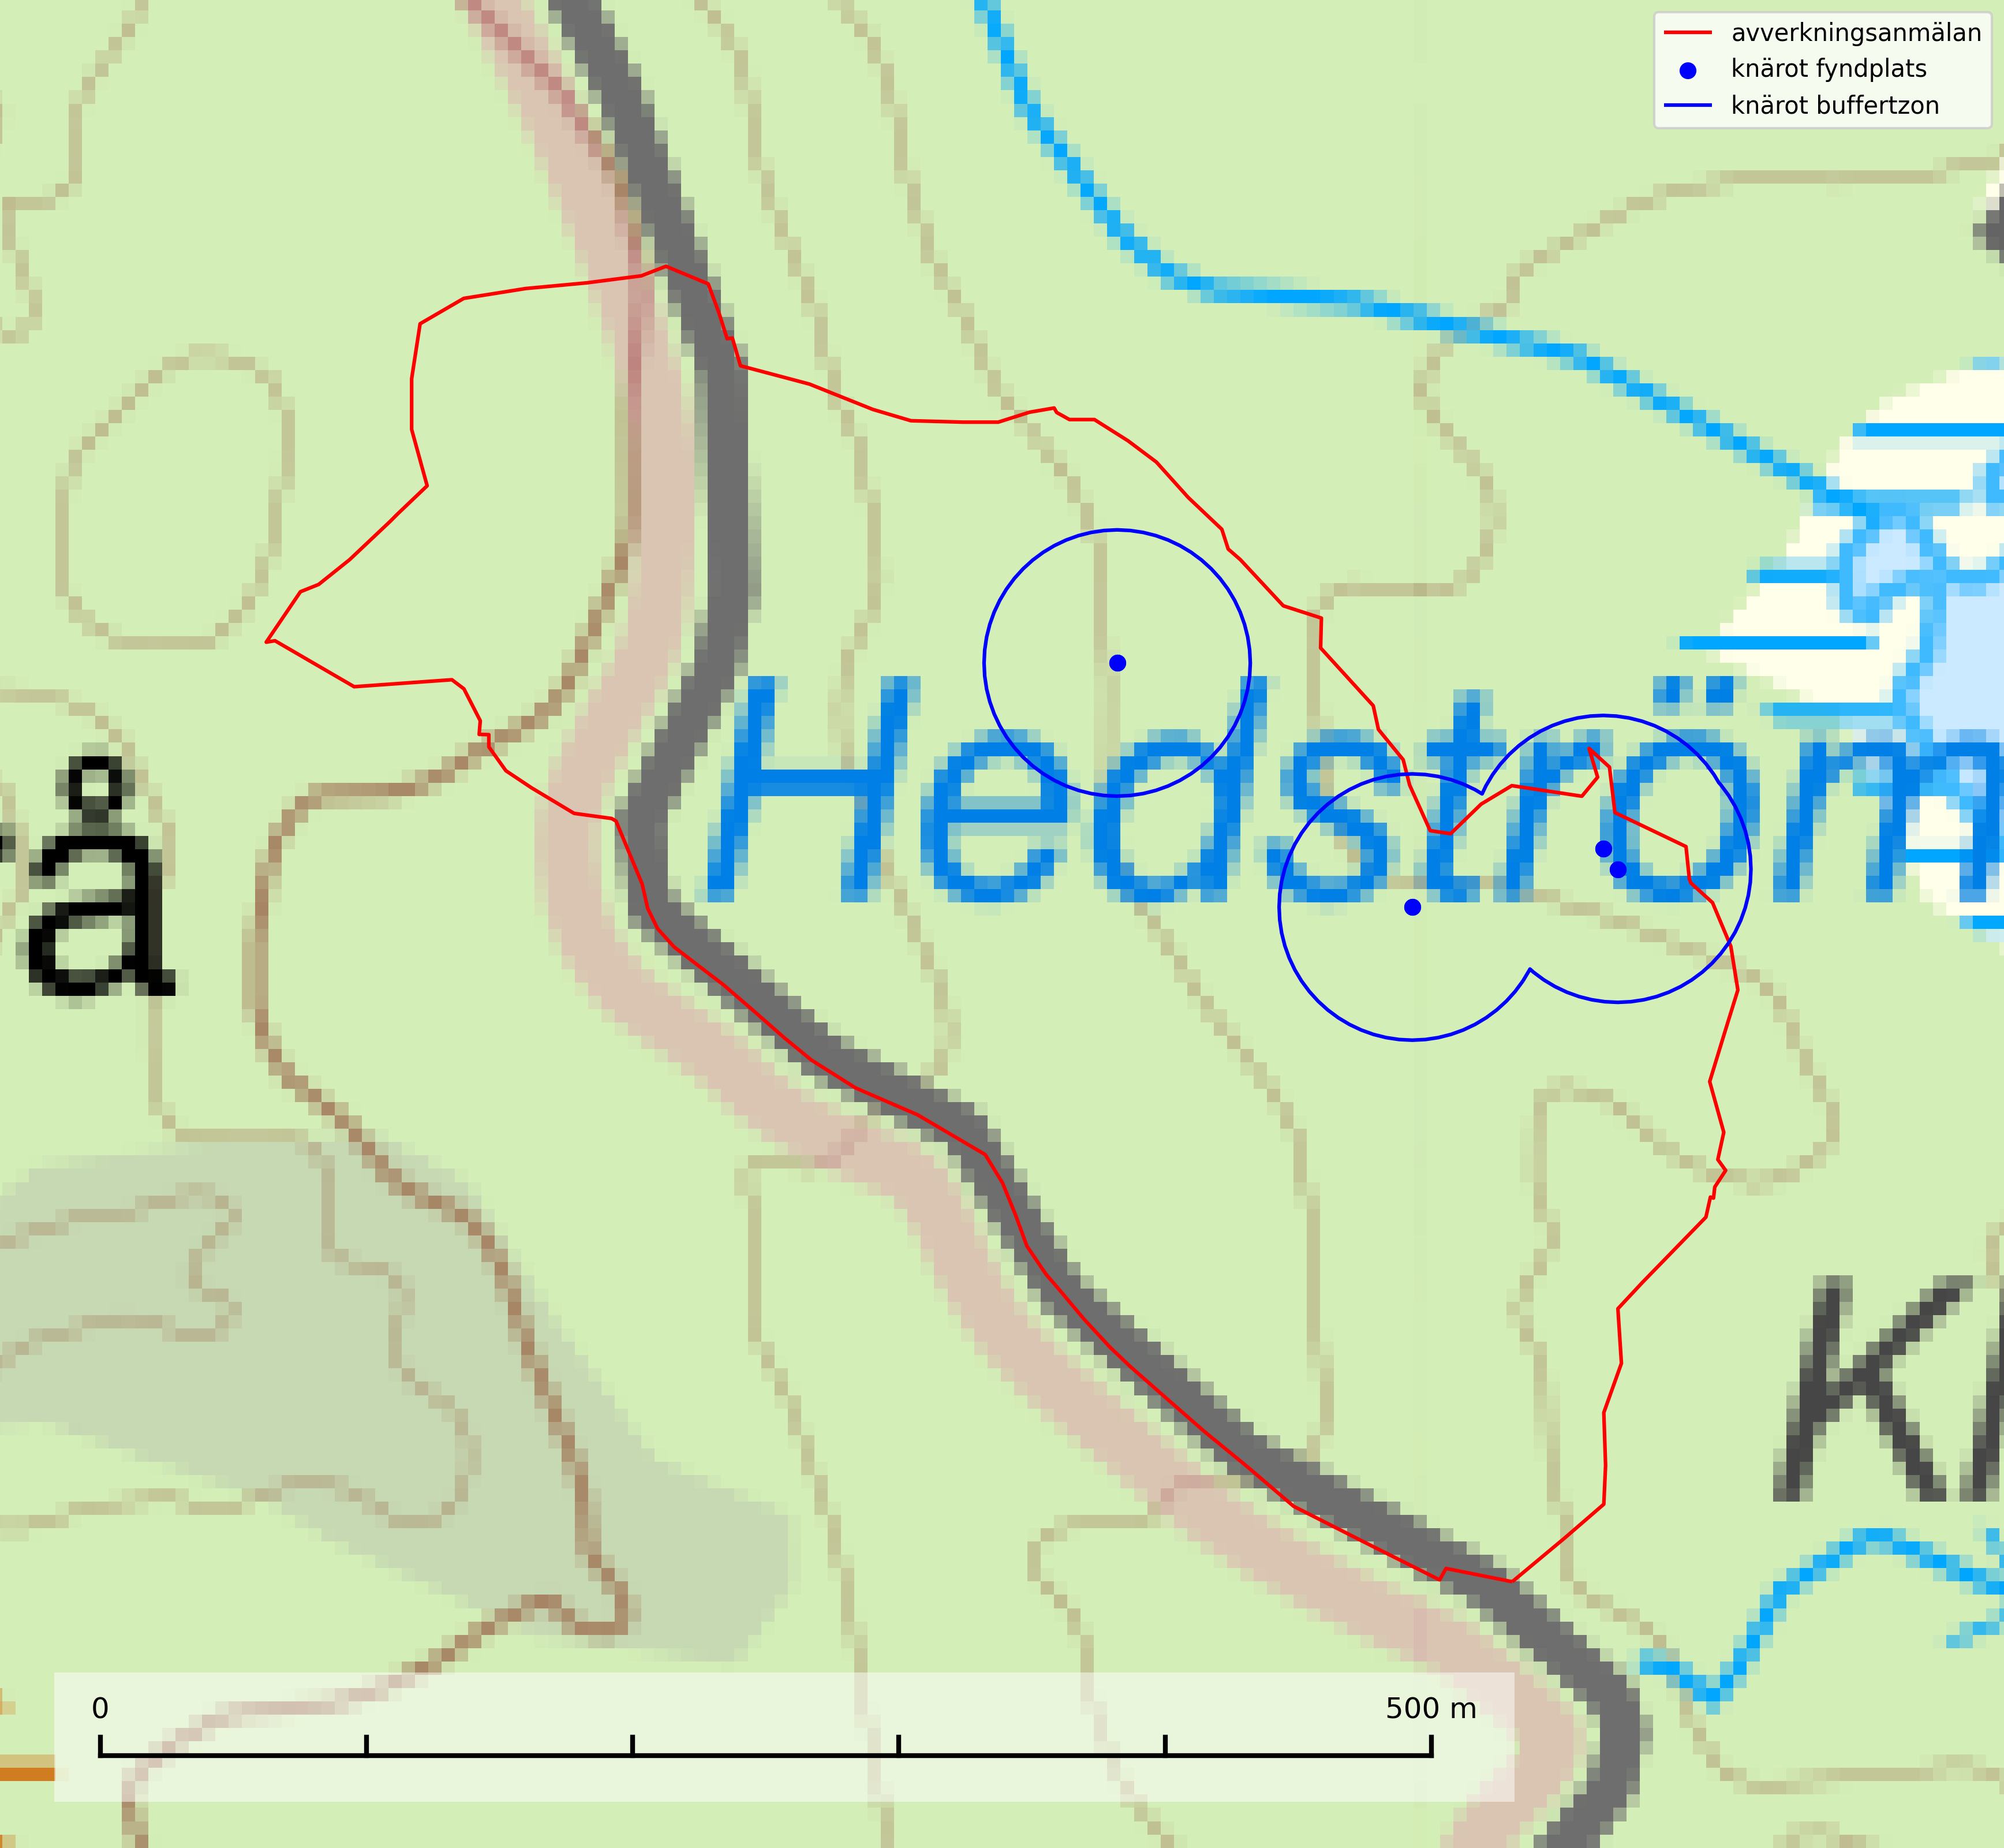 avverkningsanmälan
knärot fyndplats
knärot buffertzon
Hedström
å
0 500 m